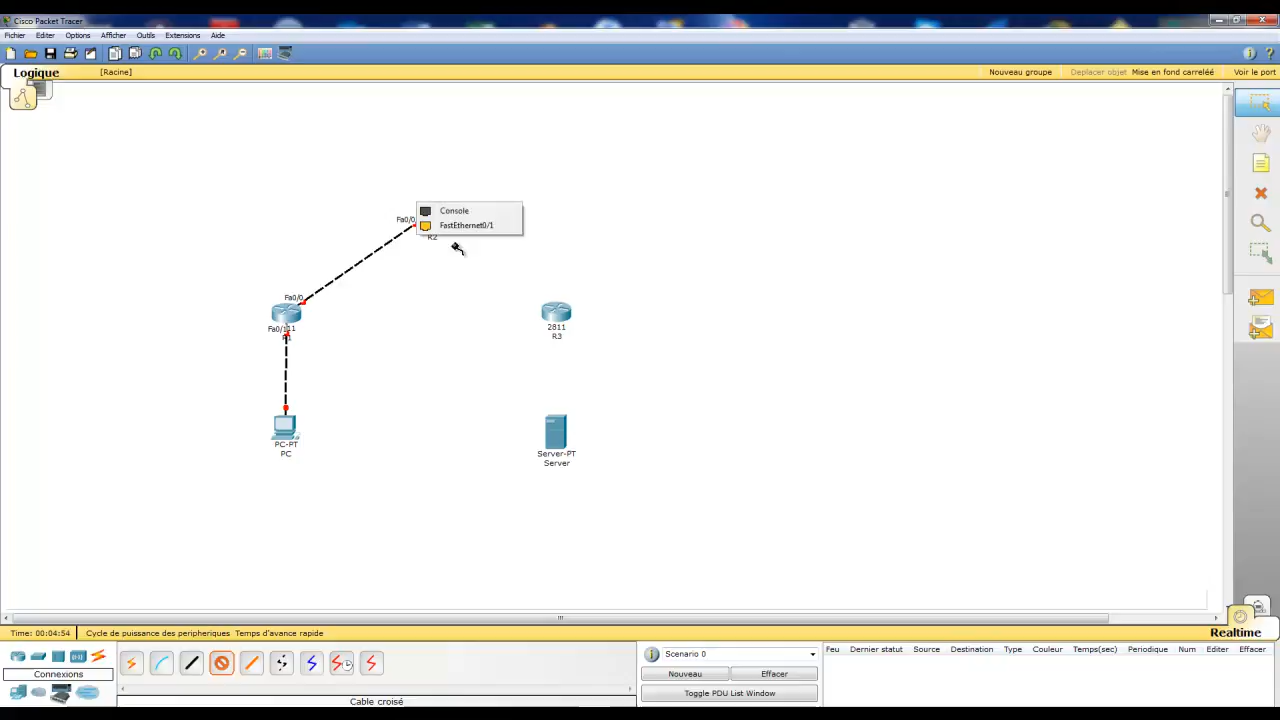 Cisco Packet Tracer
Fichier Editer Options Afficher Outils Extensions Aide
Logique [Racine] Nouveau groupe Deplacer objet Mise en fond carreléé Voir le port
Console
Fa0/0 FastEthernet0/1
R2
Fa0/0
2811
R3
Fa0/1
R1
PC-PT
PC
Server-PT
Server
Time: 00:04:54 Cycle de puissance des peripheriques Temps d'avance rapide Realtime
Connexions
Cable croisé
Scenario 0
Nouveau Effacer
Toggle PDU List Window
Feu Dernier statut Source Destination Type Couleur Temps(sec) Periodique Num Editer Effacer